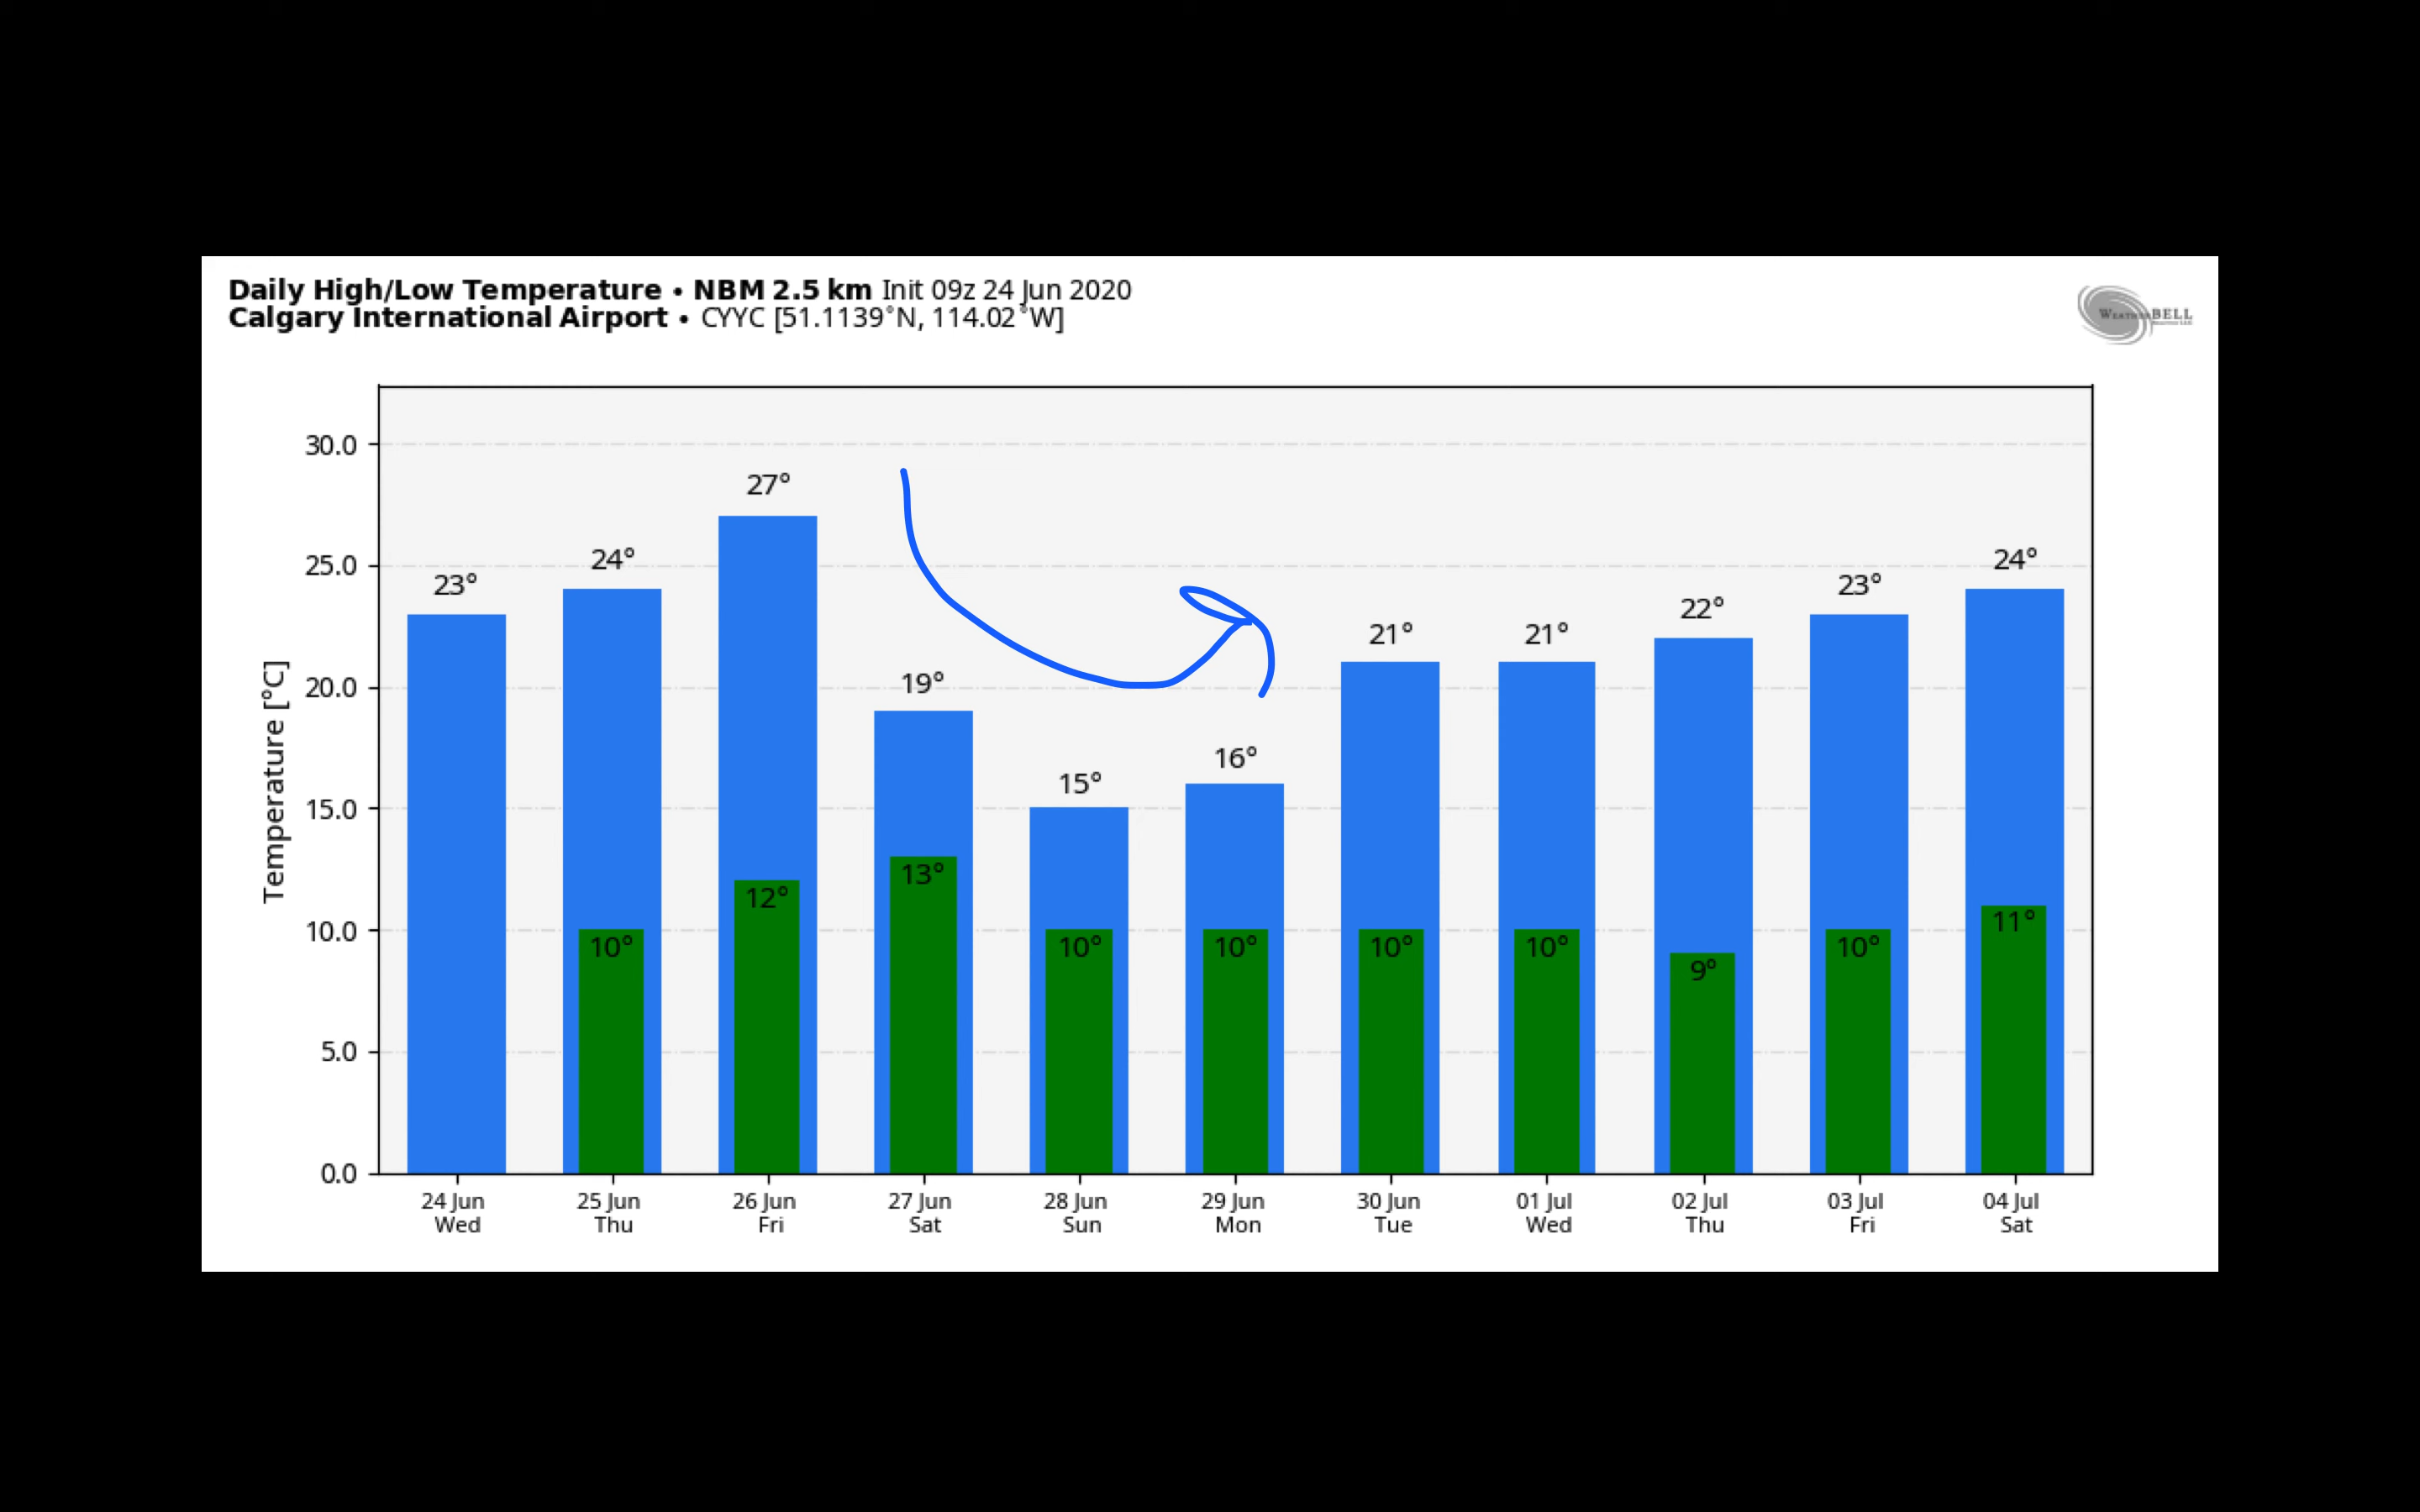 Daily High/Low Temperature • NBM 2.5 km Init 09z 24 Jun 2020
Calgary International Airport • CYYC [51.1139°N, 114.02°W]
WEATHERBELL
Temperature [°C]
30.0
25.0
20.0
15.0
10.0
5.0
0.0
23° 24° 27° 19° 15° 16° 21° 21° 22° 23° 24°
10° 12° 13° 10° 10° 10° 10° 9° 10° 11°
24 Jun 25 Jun 26 Jun 27 Jun 28 Jun 29 Jun 30 Jun 01 Jul 02 Jul 03 Jul 04 Jul
Wed Thu Fri Sat Sun Mon Tue Wed Thu Fri Sat